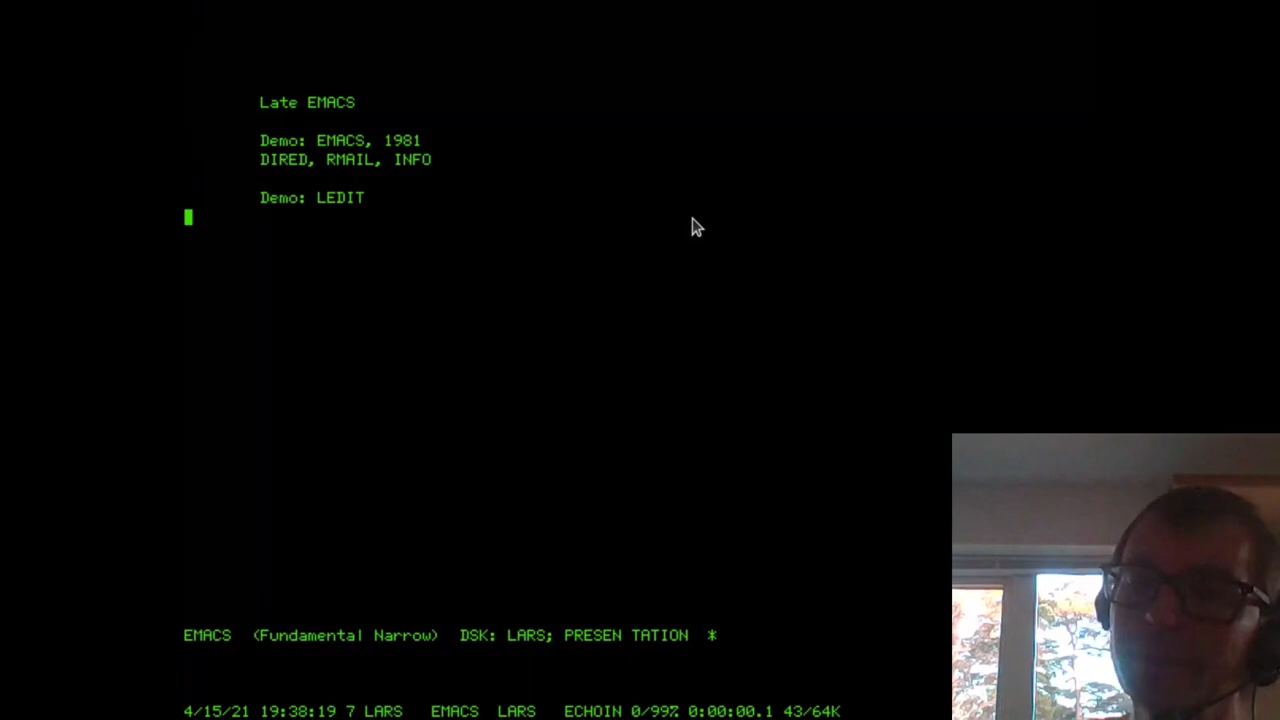 Late EMACS
Demo: EMACS, 1981
DIRED, RMAIL, INFO
Demo: LEDIT
EMACS (Fundamental Narrow) DSK: LARS; PRESEN TATION *
4/15/21 19:38:19 7 LARS EMACS LARS ECHOIN 0/99% 0:00:00.1 43/64K